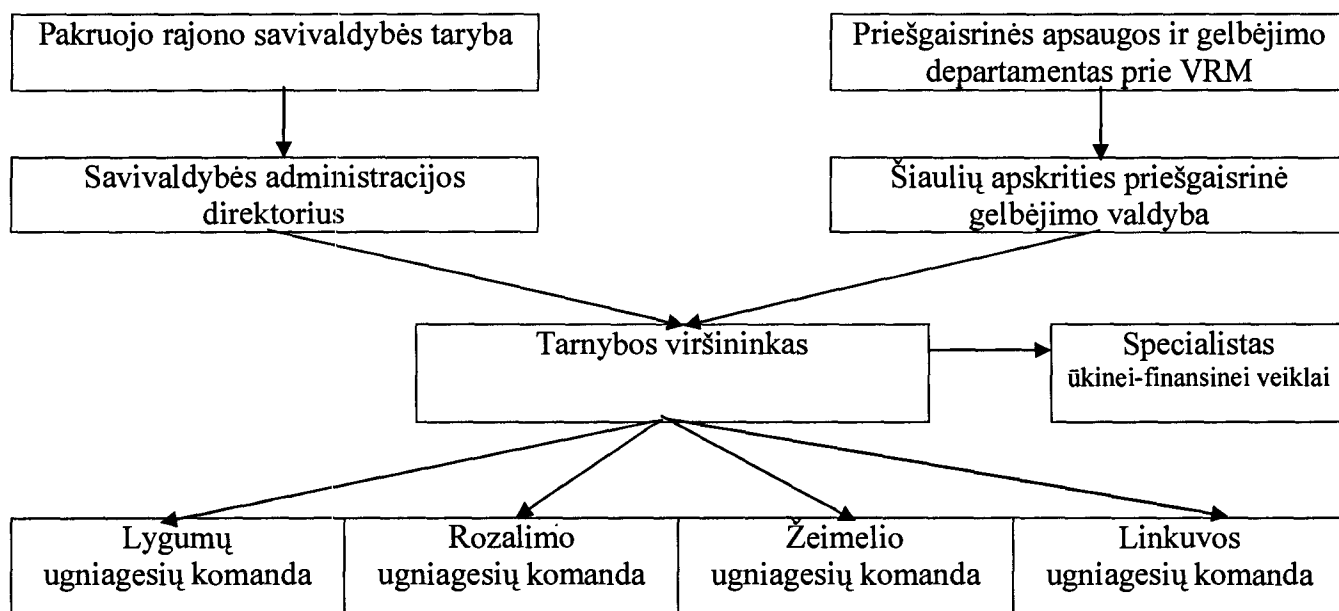 Pakruojo rajono savivaldybės taryba
Priešgaisrinės apsaugos ir gelbėjimo
departamentas prie VRM
Savivaldybės administracijos
direktorius
Šiaulių apskrities priešgaisrinė
gelbėjimo valdyba
Tarnybos viršininkas
Specialistas
ūkinei-finansinei veiklai
Lygumų
ugniagesių komanda
Rozalimo
ugniagesių komanda
Žeimelio
ugniagesių komanda
Linkuvos
ugniagesių komanda